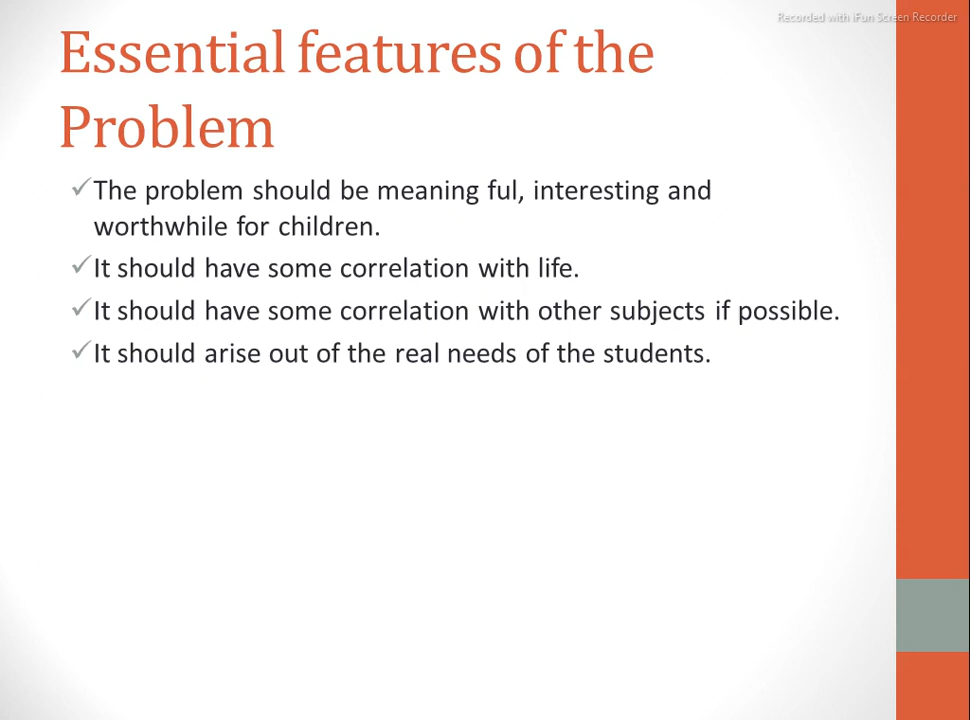 Recorded with iFun Screen Recorder
Essential features of the
Problem
✓The problem should be meaning ful, interesting and
worthwhile for children.
✓It should have some correlation with life.
✓It should have some correlation with other subjects if possible.
✓It should arise out of the real needs of the students.